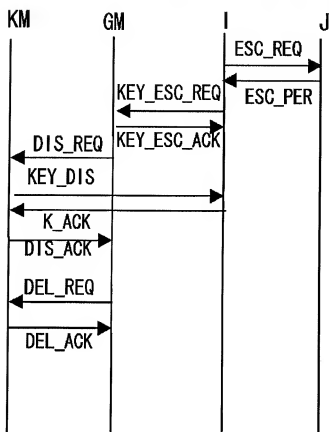 KM GM I J
ESC_REQ
KEY_ESC_REQ ESC_PER
DIS_REQ KEY_ESC_ACK
KEY_DIS
K_ACK
DIS_ACK
DEL_REQ
DEL_ACK